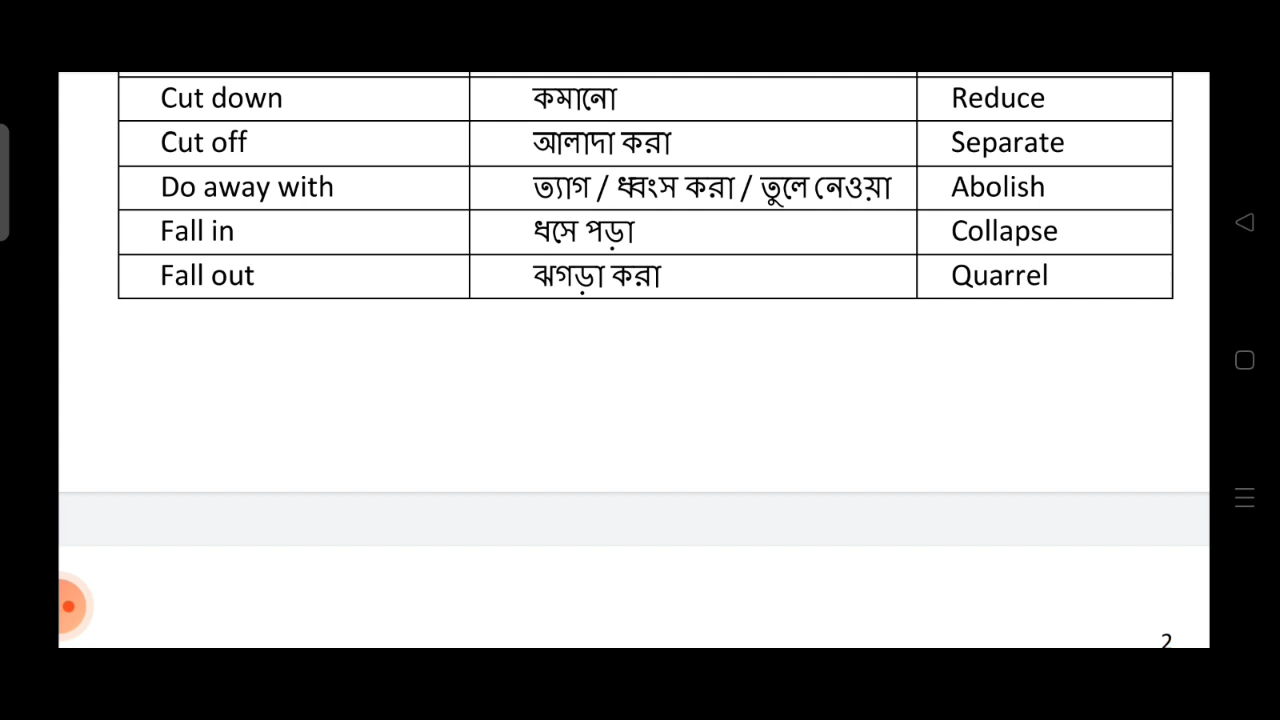 Cut down কমানো Reduce
Cut off আলাদা করা Separate
Do away with ত্যাগ / ধ্বংস করা / তুলে নেওয়া Abolish
Fall in ধসে পড়া Collapse
Fall out ঝগড়া করা Quarrel
2